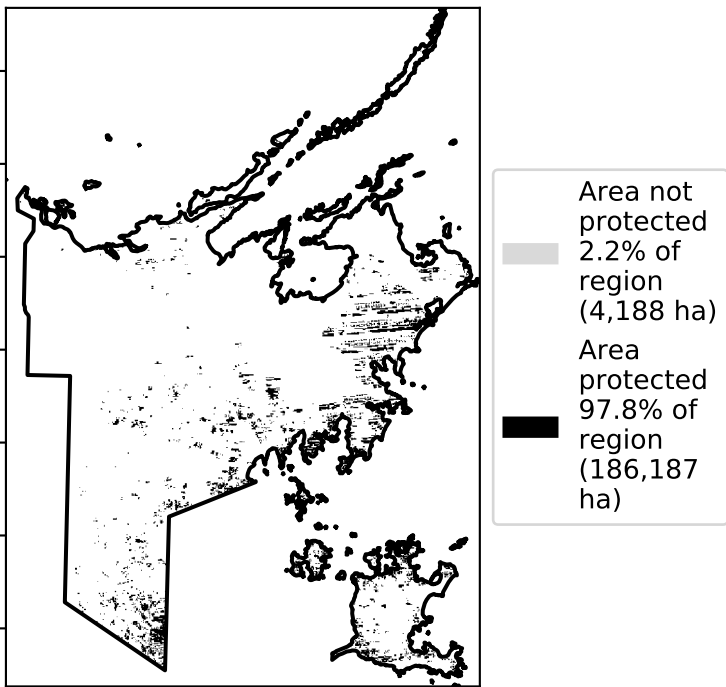 Area not
protected
2.2% of
region
(4,188 ha)
Area
protected
97.8% of
region
(186,187
ha)